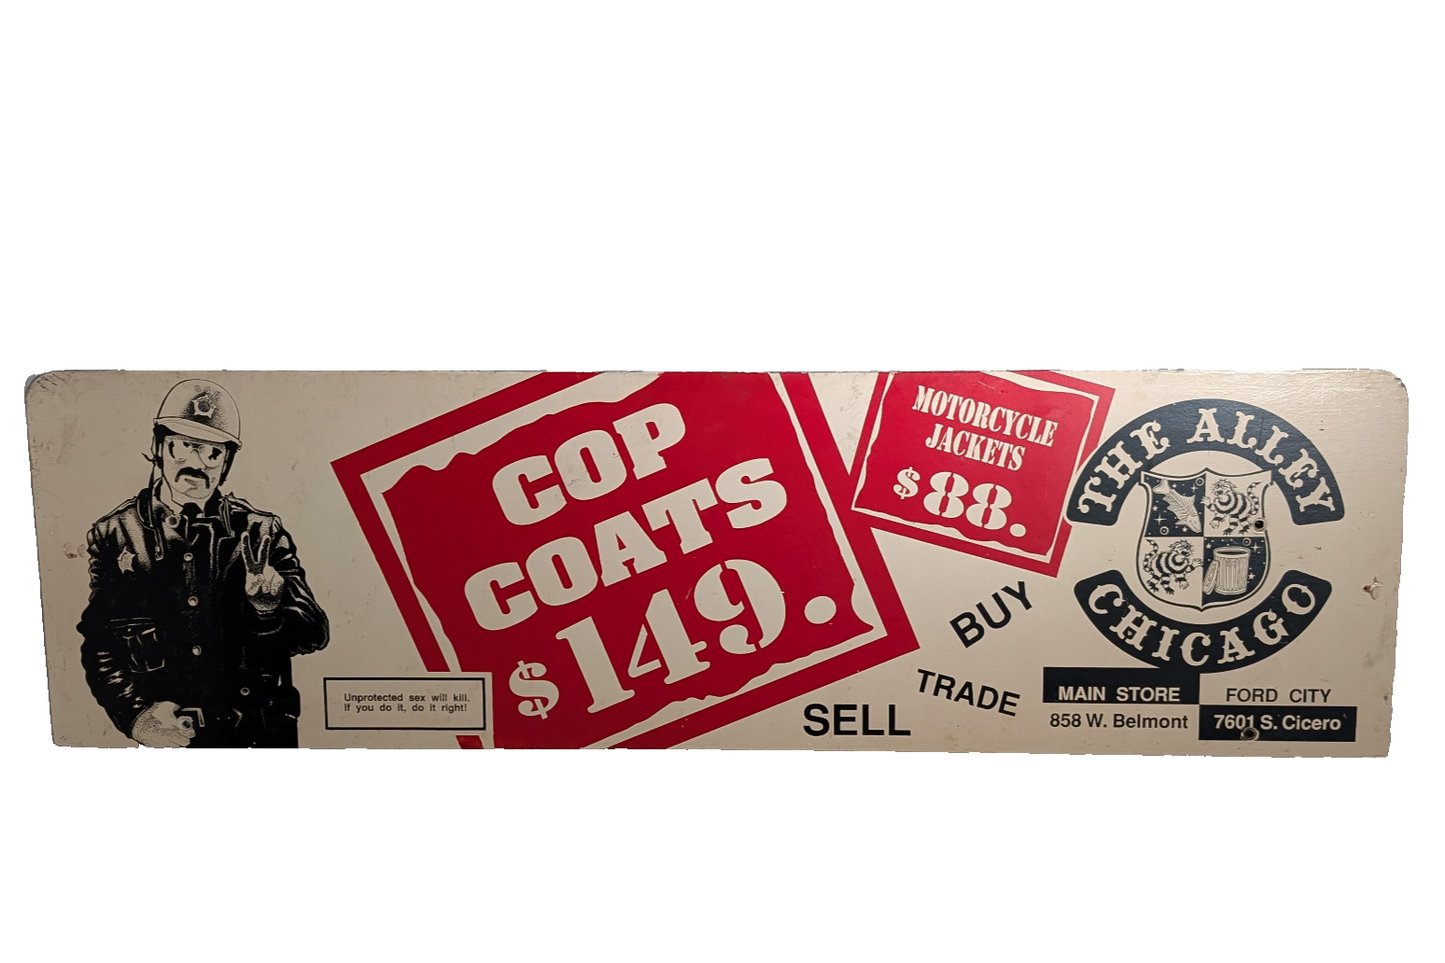 Unprotected sex will kill.
If you do it, do it right!
COP
COATS
$149.
MOTORCYCLE
JACKETS
$88.
BUY
TRADE
SELL
THE ALLEY
CHICAGO
TM
MAIN STORE
858 W. Belmont
FORD CITY
7601 S. Cicero